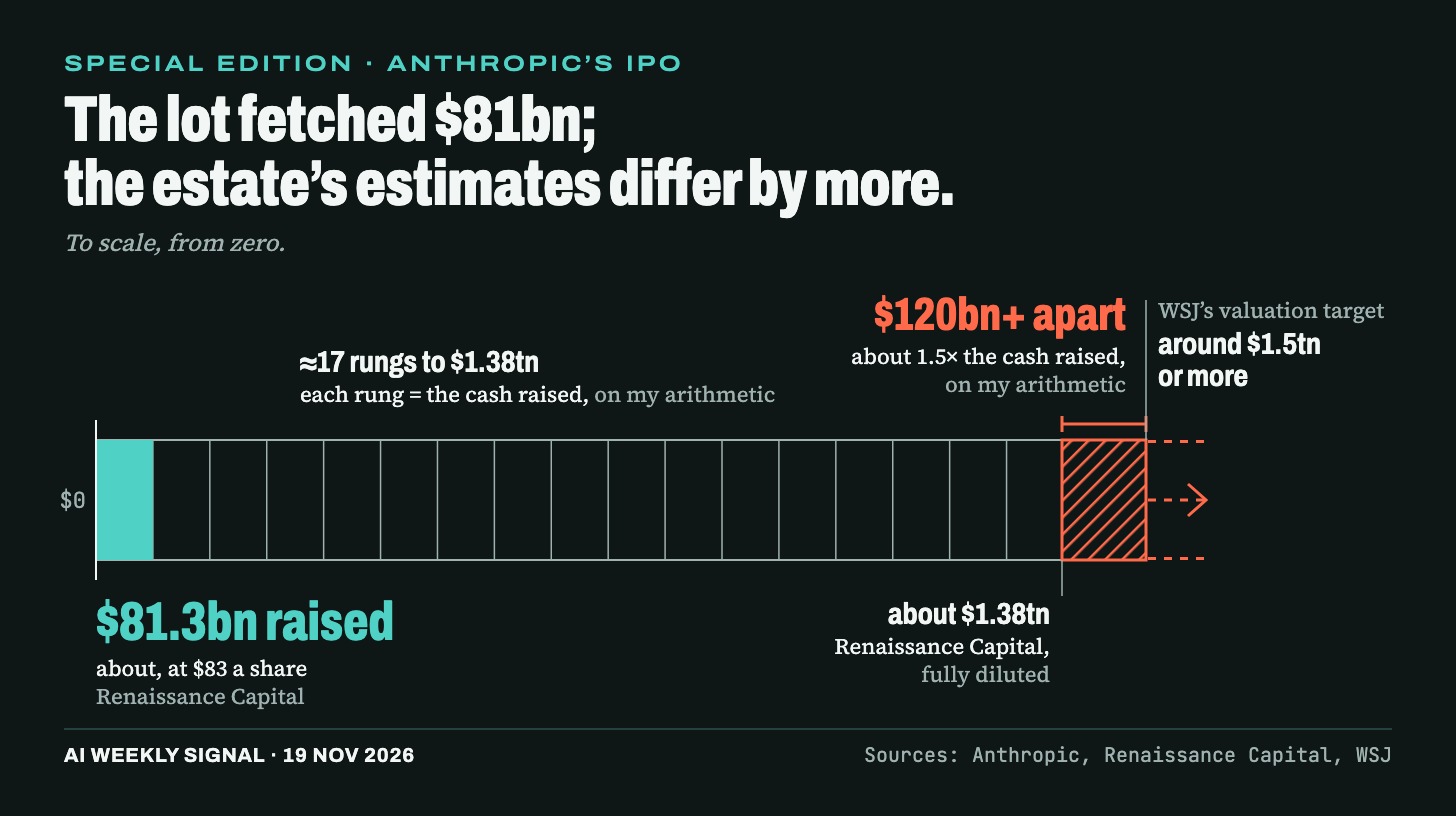 SPECIAL EDITION · ANTHROPIC’S IPO
The lot fetched $81bn;
the estate’s estimates differ by more.
To scale, from zero.
$120bn+ apart
about 1.5× the cash raised,
on my arithmetic
WSJ’s valuation target
around $1.5tn
or more
≈17 rungs to $1.38tn
each rung = the cash raised, on my arithmetic
$0
$81.3bn raised
about, at $83 a share
Renaissance Capital
about $1.38tn
Renaissance Capital,
fully diluted
AI WEEKLY SIGNAL · 19 NOV 2026
Sources: Anthropic, Renaissance Capital, WSJ